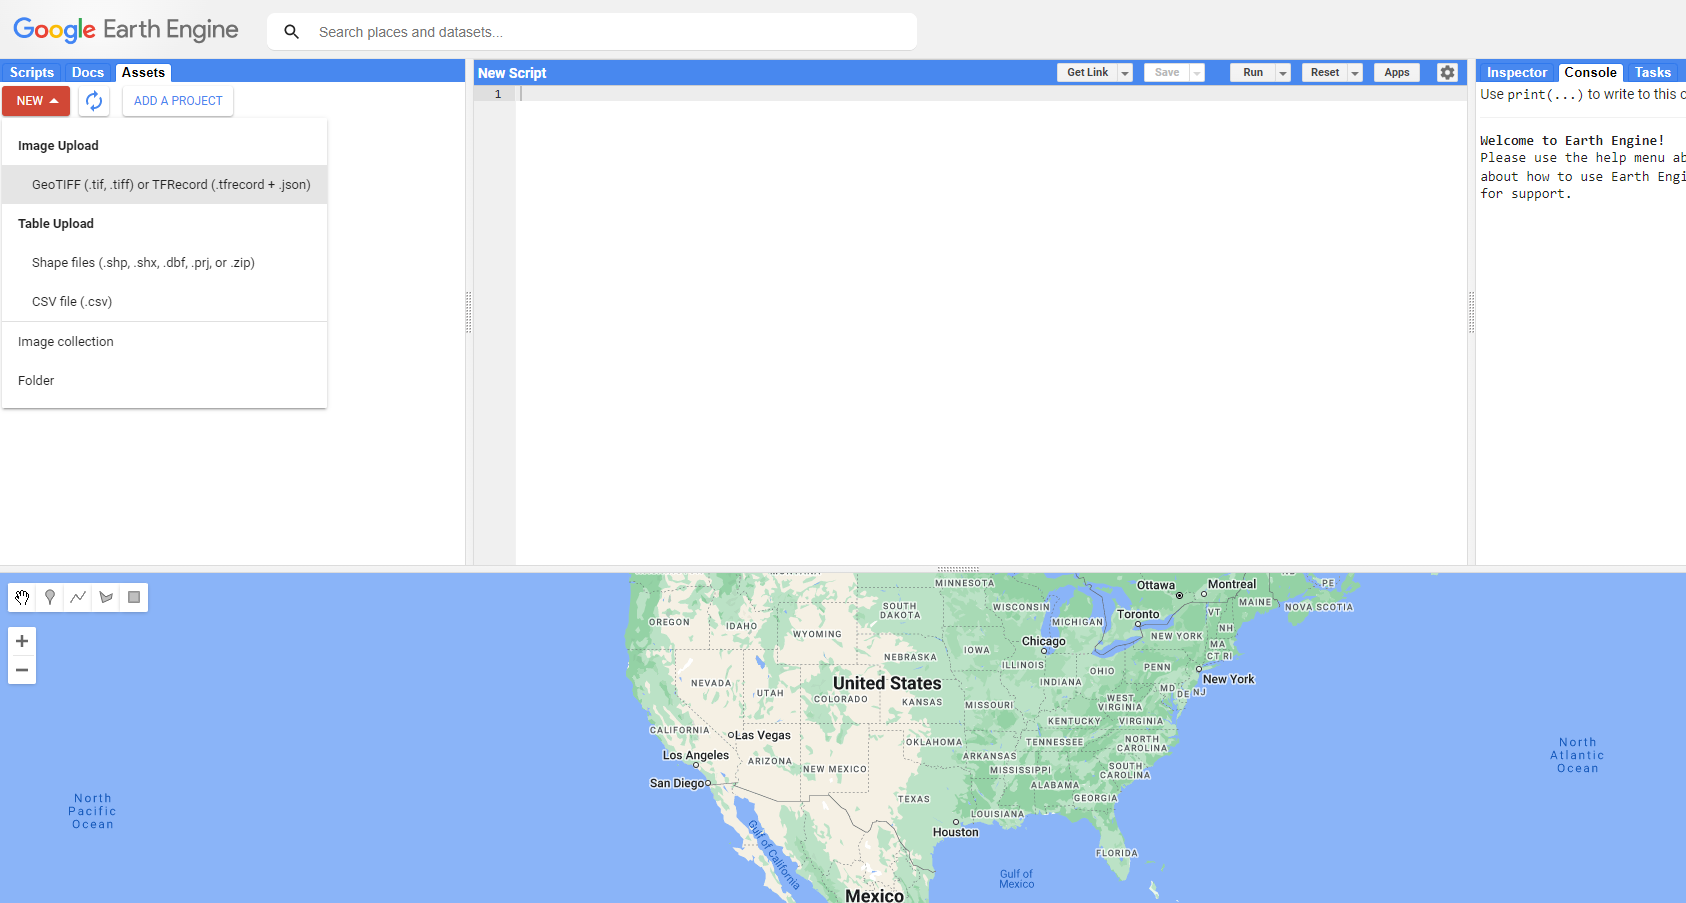 Google Earth Engine
Search places and datasets...
Scripts Docs Assets
NEW
ADD A PROJECT
Image Upload
GeoTIFF (.tif, .tiff) or TFRecord (.tfrecord + .json)
Table Upload
Shape files (.shp, .shx, .dbf, .prj, or .zip)
CSV file (.csv)
Image collection
Folder
New Script
Get Link
Save
Run
Reset
Apps
1
Inspector Console Tasks
Use print(...) to write to this c
Welcome to Earth Engine!
Please use the help menu ab
about how to use Earth Engi
for support.
+
−
MINNESOTA
Ottawa
Montreal
PE
SOUTH
DAKOTA
WISCONSIN
MAINE
NOVA SCOTIA
OREGON
IDAHO
WYOMING
MICHIGAN
Toronto
VT
NH
NEW YORK
MA
CT RI
NEBRASKA
IOWA
Chicago
ILLINOIS
OHIO
PENN
New York
NEVADA
UTAH
United States
COLORADO
KANSAS
MISSOURI
INDIANA
WEST
VIRGINIA
MD
DE
NJ
KENTUCKY
VIRGINIA
CALIFORNIA
Las Vegas
OKLAHOMA
TENNESSEE
NORTH
CAROLINA
Los Angeles
ARIZONA
NEW MEXICO
ARKANSAS
MISSISSIPPI
SOUTH
CAROLINA
San Diego
ALABAMA
TEXAS
GEORGIA
LOUISIANA
Houston
FLORIDA
Gulf of California
Gulf of
Mexico
Mexico
North
Pacific
Ocean
North
Atlantic
Ocean